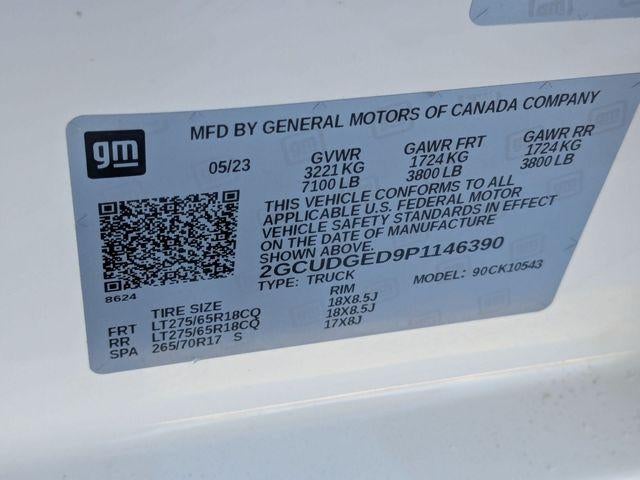 gm
MFD BY GENERAL MOTORS OF CANADA COMPANY
05/23 GVWR GAWR FRT GAWR RR
3221 KG 1724 KG 1724 KG
7100 LB 3800 LB 3800 LB
THIS VEHICLE CONFORMS TO ALL
APPLICABLE U.S. FEDERAL MOTOR
VEHICLE SAFETY STANDARDS IN EFFECT
ON THE DATE OF MANUFACTURE
SHOWN ABOVE.
2GCUDGED9P1146390
TYPE: TRUCK MODEL: 90CK10543
8624
TIRE SIZE RIM
FRT LT275/65R18CQ 18X8.5J
RR LT275/65R18CQ 18X8.5J
SPA 265/70R17 S 17X8J